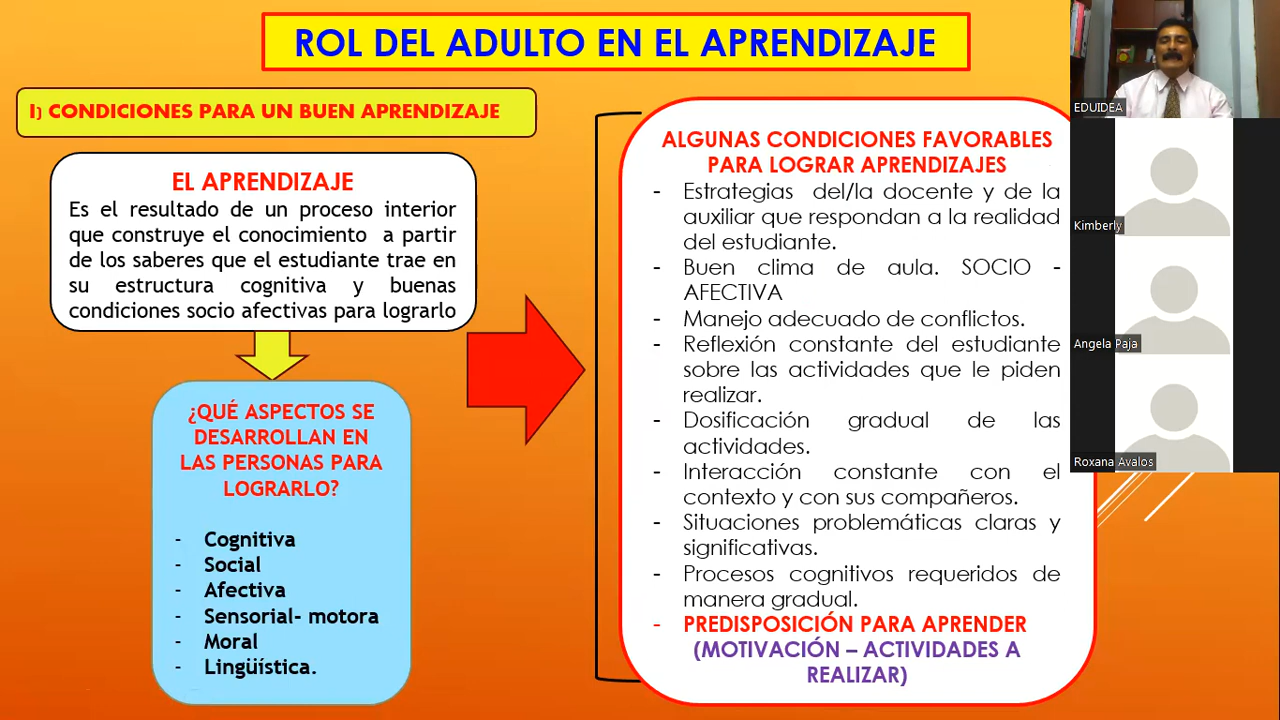 ROL DEL ADULTO EN EL APRENDIZAJE
I) CONDICIONES PARA UN BUEN APRENDIZAJE
EL APRENDIZAJE
Es el resultado de un proceso interior
que construye el conocimiento a partir
de los saberes que el estudiante trae en
su estructura cognitiva y buenas
condiciones socio afectivas para lograrlo
¿QUÉ ASPECTOS SE
DESARROLLAN EN
LAS PERSONAS PARA
LOGRARLO?
- Cognitiva
- Social
- Afectiva
- Sensorial- motora
- Moral
- Lingüística.
ALGUNAS CONDICIONES FAVORABLES
PARA LOGRAR APRENDIZAJES
- Estrategias del/la docente y de la
auxiliar que respondan a la realidad
del estudiante.
- Buen clima de aula. SOCIO -
AFECTIVA
- Manejo adecuado de conflictos.
- Reflexión constante del estudiante
sobre las actividades que le piden
realizar.
- Dosificación gradual de las
actividades.
- Interacción constante con el
contexto y con sus compañeros.
- Situaciones problemáticas claras y
significativas.
- Procesos cognitivos requeridos de
manera gradual.
- PREDISPOSICIÓN PARA APRENDER
(MOTIVACIÓN – ACTIVIDADES A
REALIZAR)
EDUIDEA
Kimberly
Angela Paja
Roxana Avalos